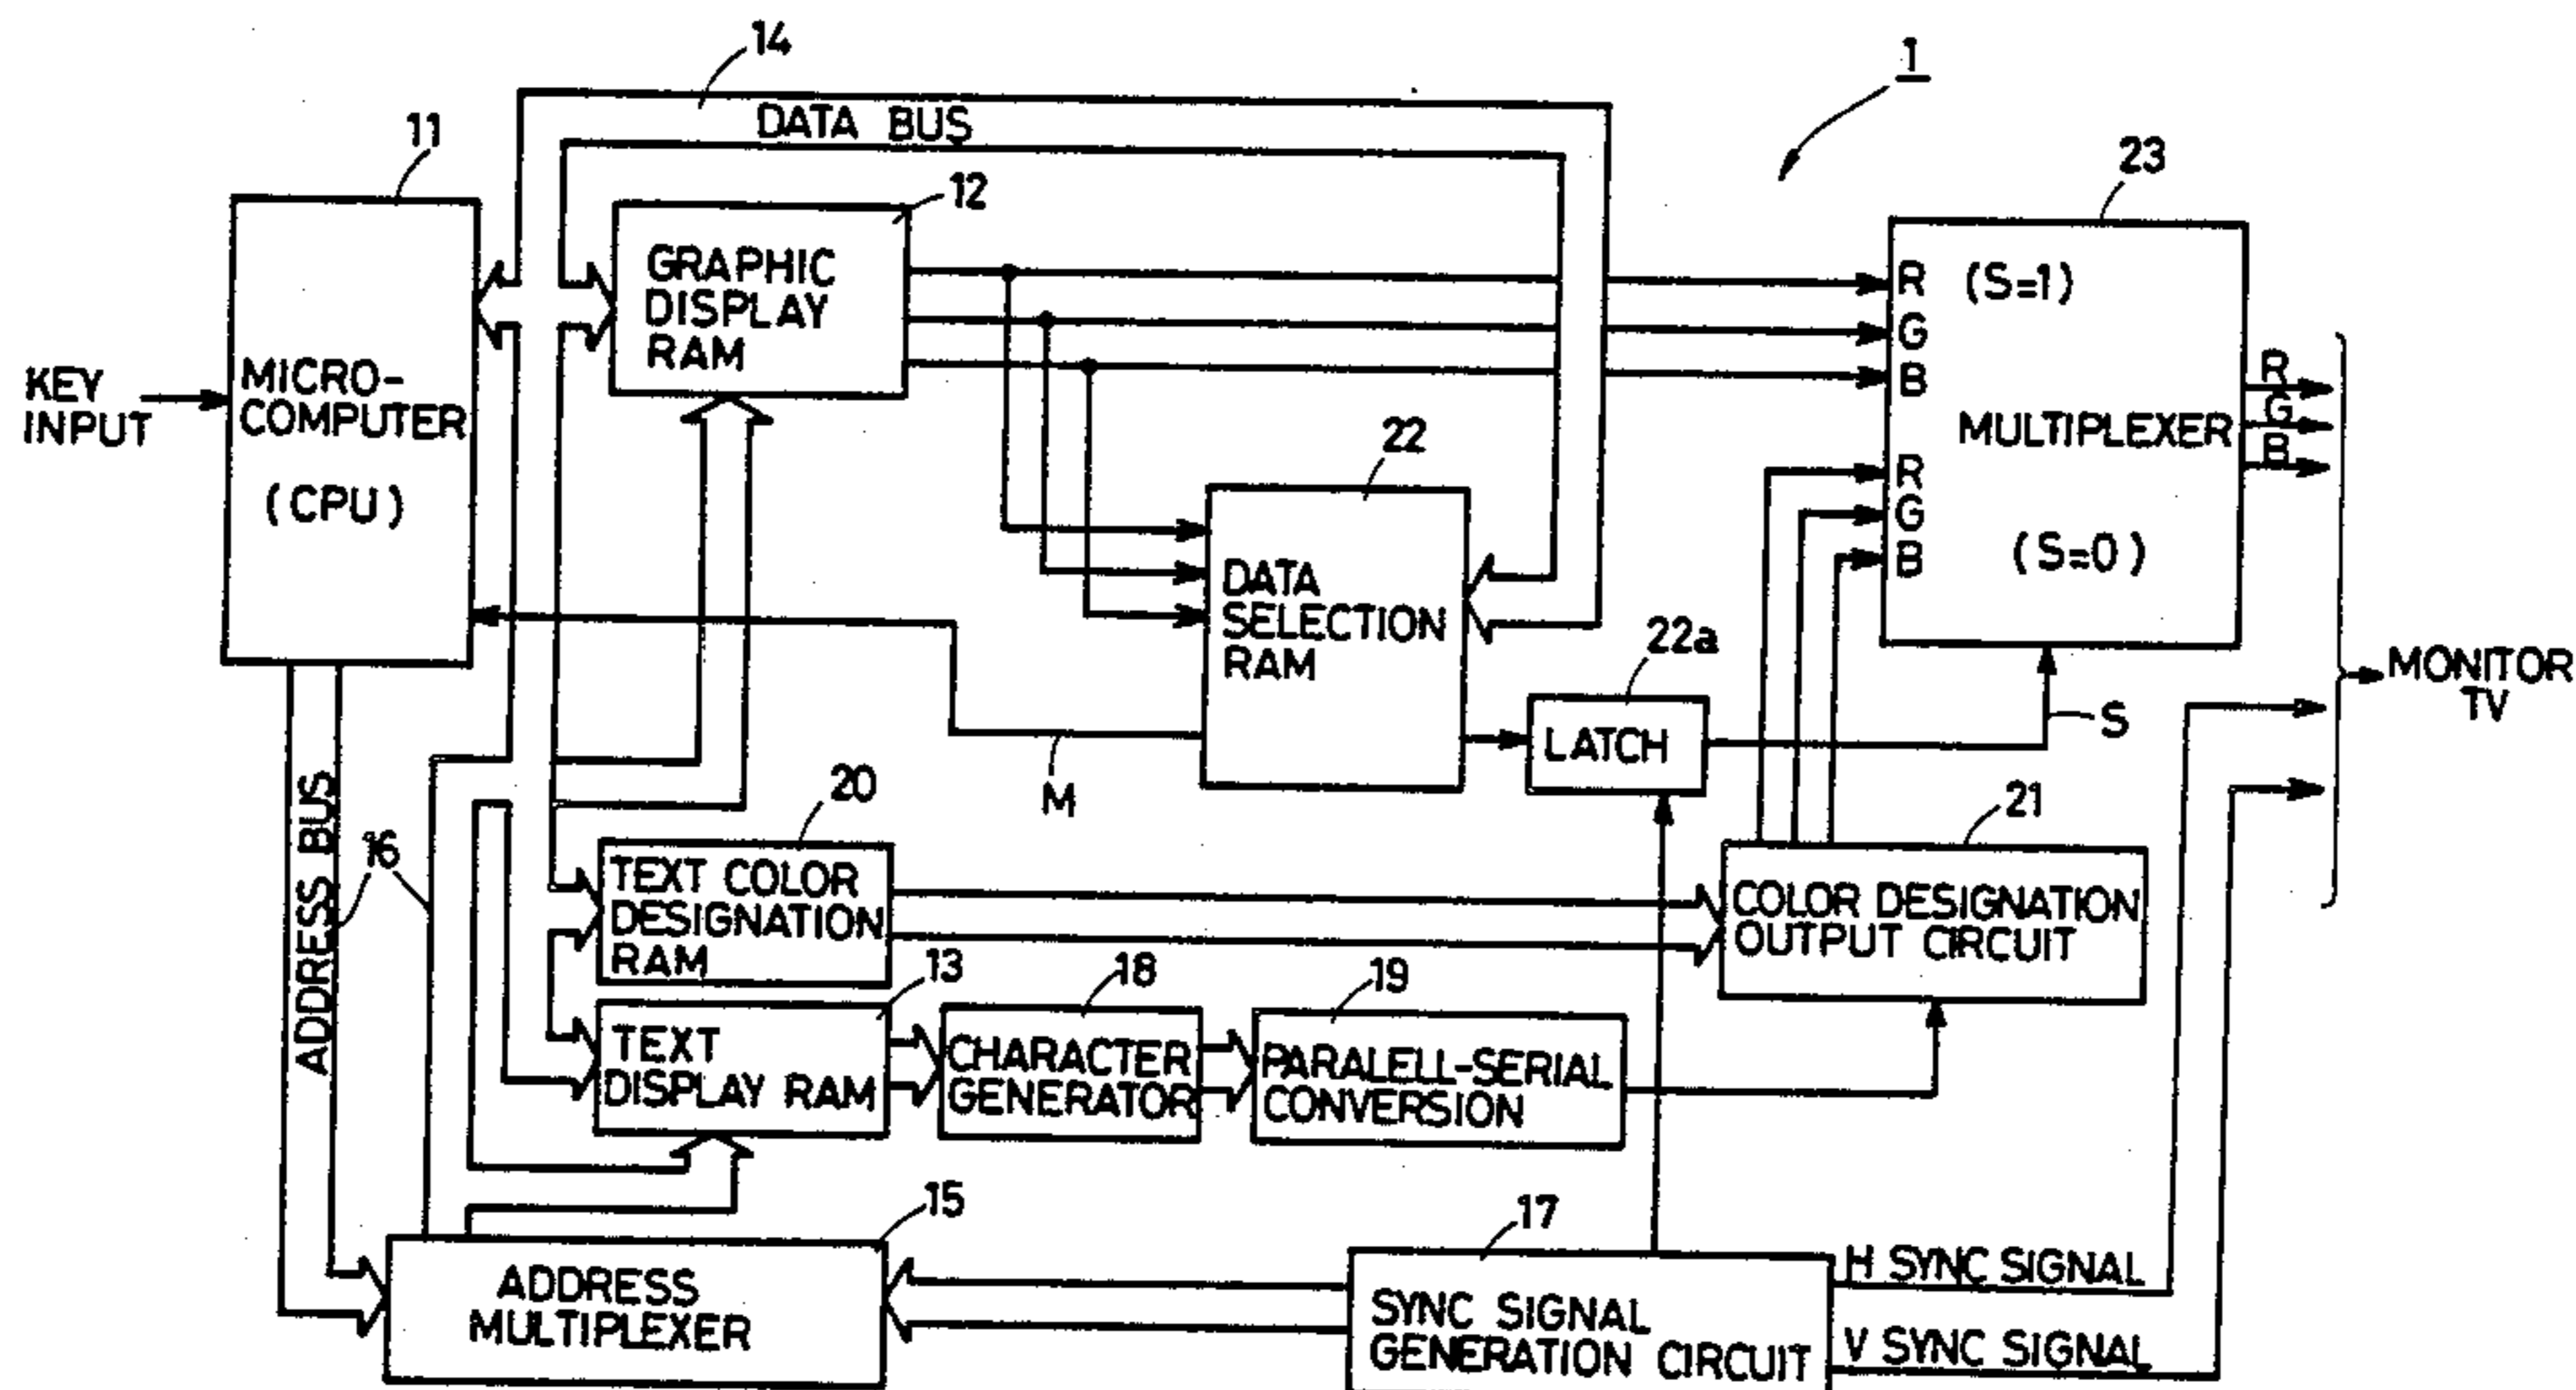 14
1
DATA BUS
11
12
23
GRAPHIC
DISPLAY
RAM
R
(S=1)
G
B
KEY
INPUT
MICRO-
COMPUTER
(CPU)
22
MULTIPLEXER
R
G
B
R
G
B
(S=0)
DATA
SELECTION
RAM
22a
LATCH
S
MONITOR
TV
M
ADDRESS BUS
16
20
TEXT COLOR
DESIGNATION
RAM
21
COLOR DESIGNATION
OUTPUT CIRCUIT
13
TEXT
DISPLAY RAM
18
CHARACTER
GENERATOR
19
PARALELL-SERIAL
CONVERSION
15
ADDRESS
MULTIPLEXER
17
SYNC SIGNAL
GENERATION CIRCUIT
H SYNC SIGNAL
V SYNC SIGNAL